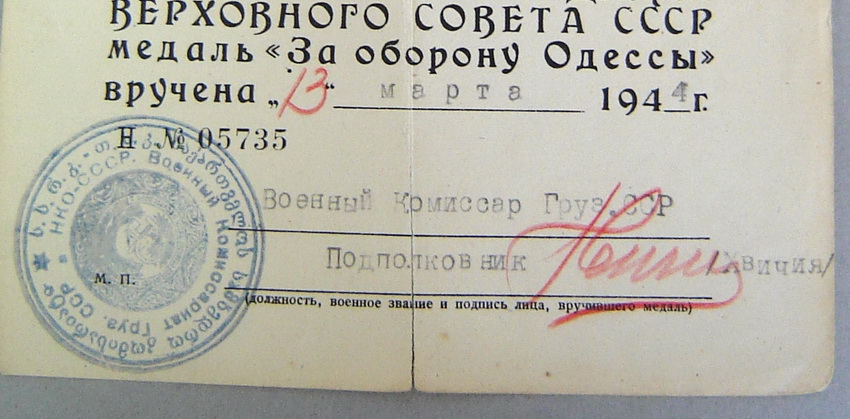 ВЕРХОВНОГО СОВЕТА СССР
медаль «За оборону Одессы»
вручена „13“ марта 1944 г.
Н № 05735
Военный Комиссар Груз.ССР
Подполковник /Хвичия/
м. п.
(должность, военное звание и подпись лица, вручившего медаль)
НКО-СССР. Военный Комиссариат Груз. ССР